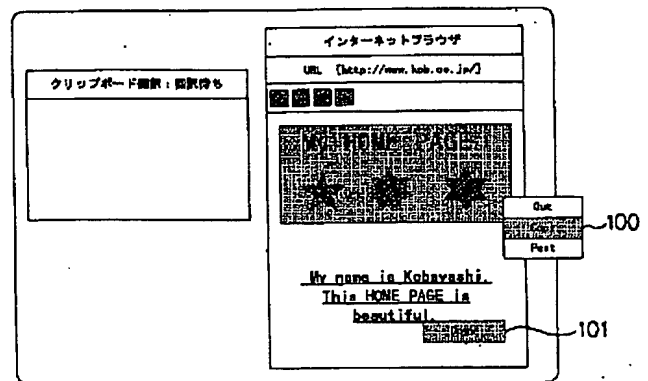 インターネットブラウザ
URL [http://www.kob.co.jp/]
クリップボード翻訳:翻訳待ち
MY HOME PAGE
Cut
Past
100
My name is Kobayashi.
This HOME PAGE is
beautiful.
101